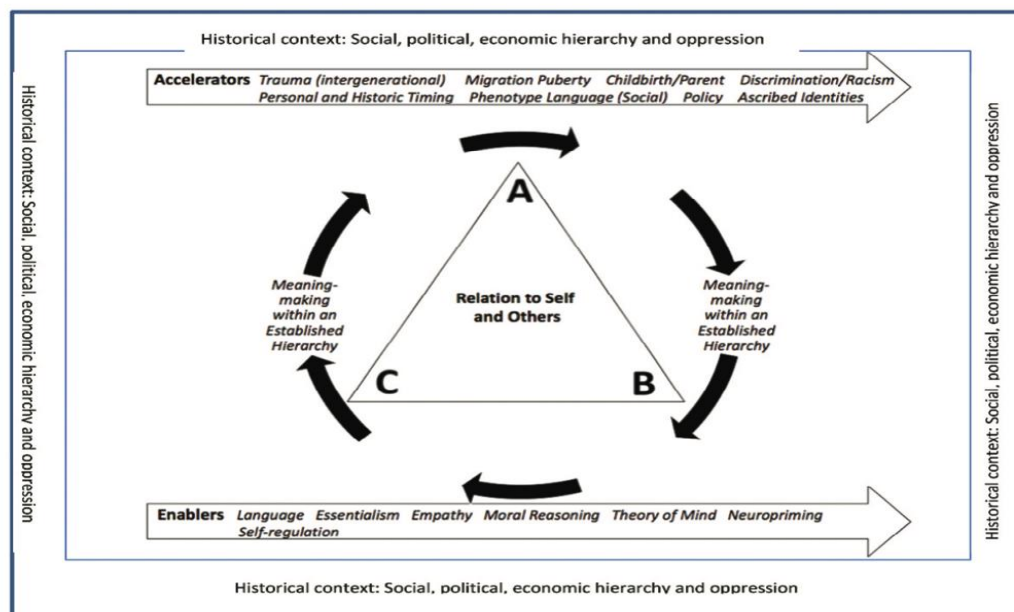 Historical context: Social, political, economic hierarchy and oppression
Accelerators Trauma (intergenerational) Migration Puberty Childbirth/Parent Discrimination/Racism
Personal and Historic Timing Phenotype Language (Social) Policy Ascribed Identities
Historical context: Social, political, economic hierarchy and oppression
A
Meaning-
making
within an
Established
Hierarchy
Relation to Self
and Others
Meaning-
making
within an
Established
Hierarchy
C
B
Historical context: Social, political, economic hierarchy and oppression
Enablers Language Essentialism Empathy Moral Reasoning Theory of Mind Neuropriming
Self-regulation
Historical context: Social, political, economic hierarchy and oppression